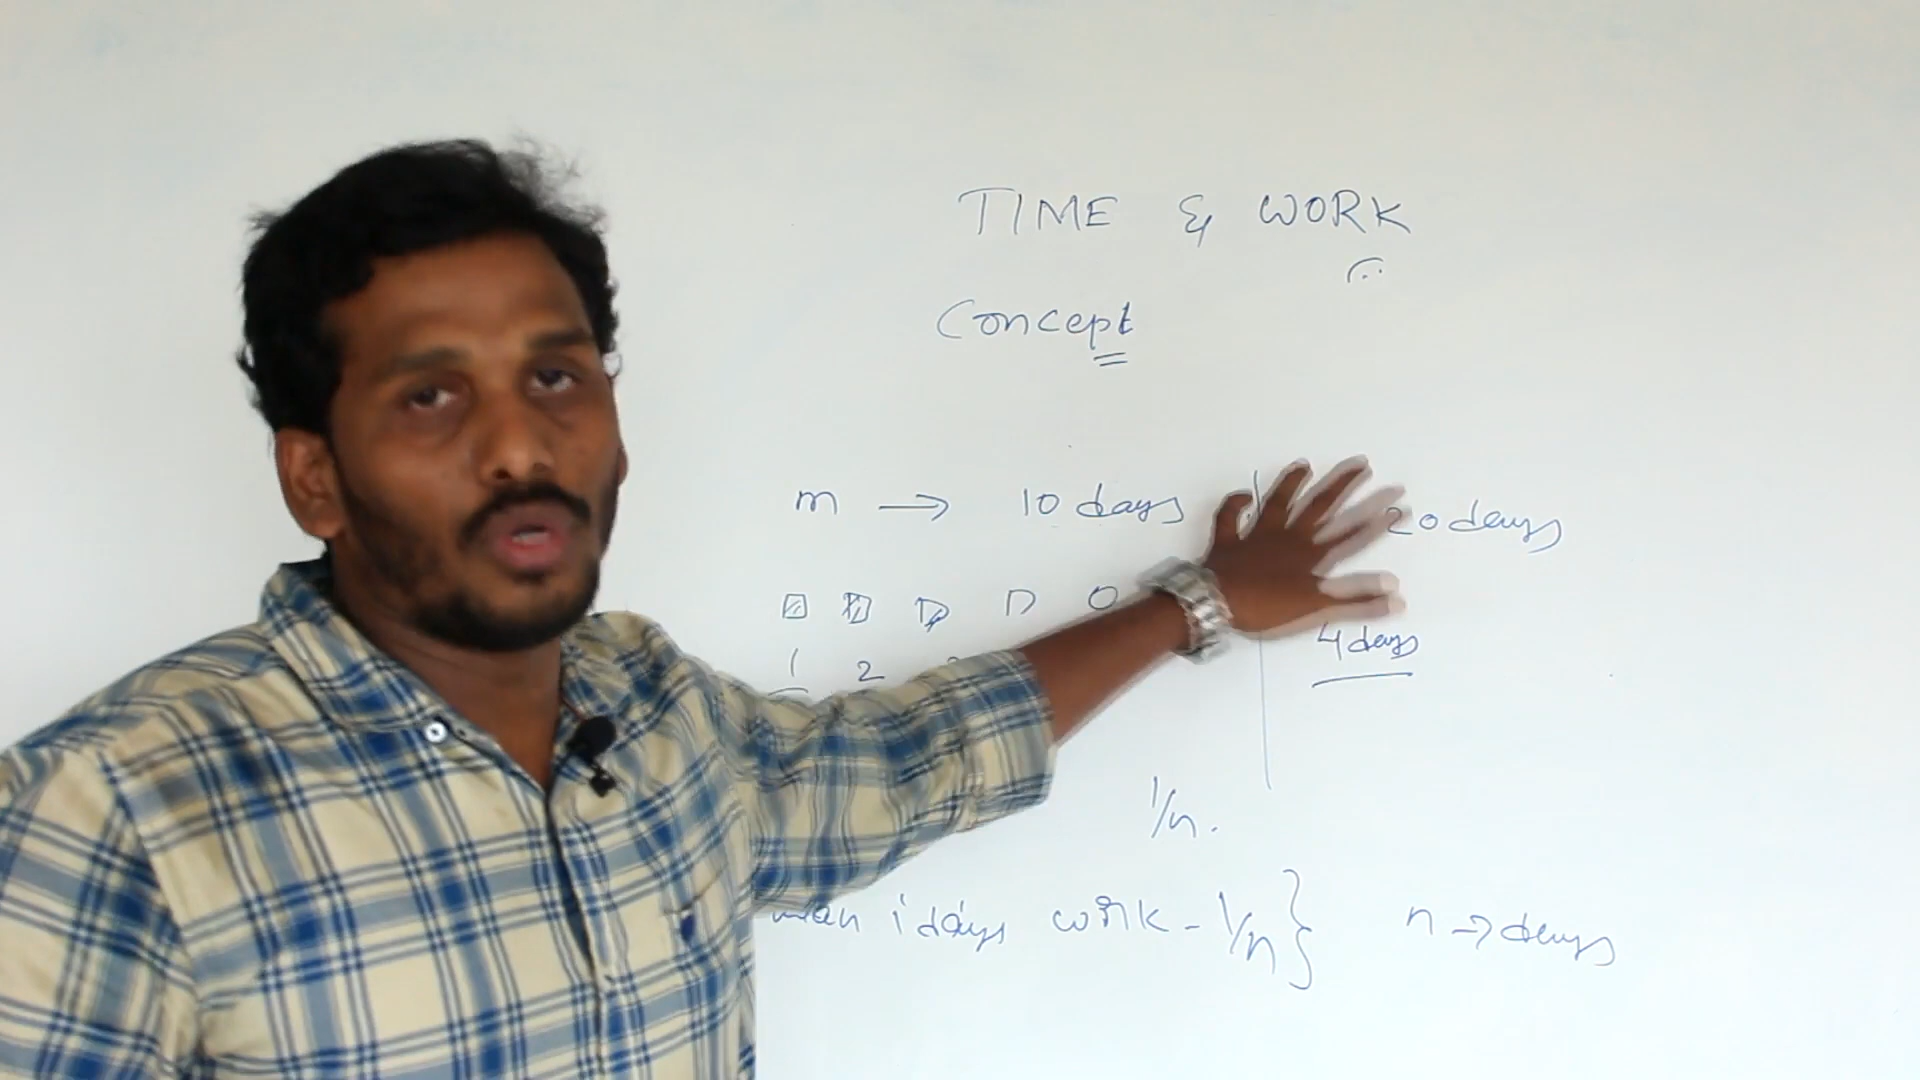 TIME & WORK
Concept
m → 10 days 20 days
1 2
4 days
1/n.
man 1 days work - 1/n } n → days